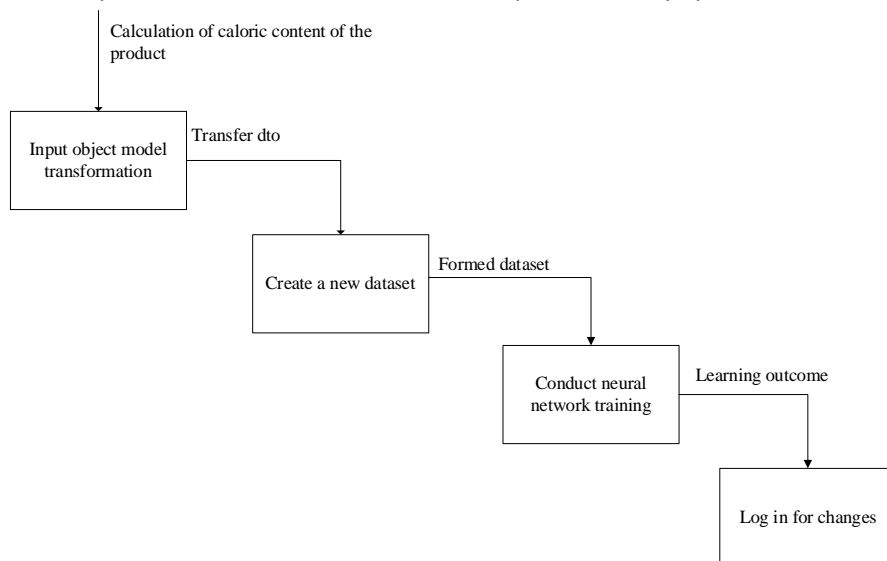 Calculation of caloric content of the
product
Input object model
transformation
Transfer dto
Create a new dataset
Formed dataset
Conduct neural
network training
Learning outcome
Log in for changes